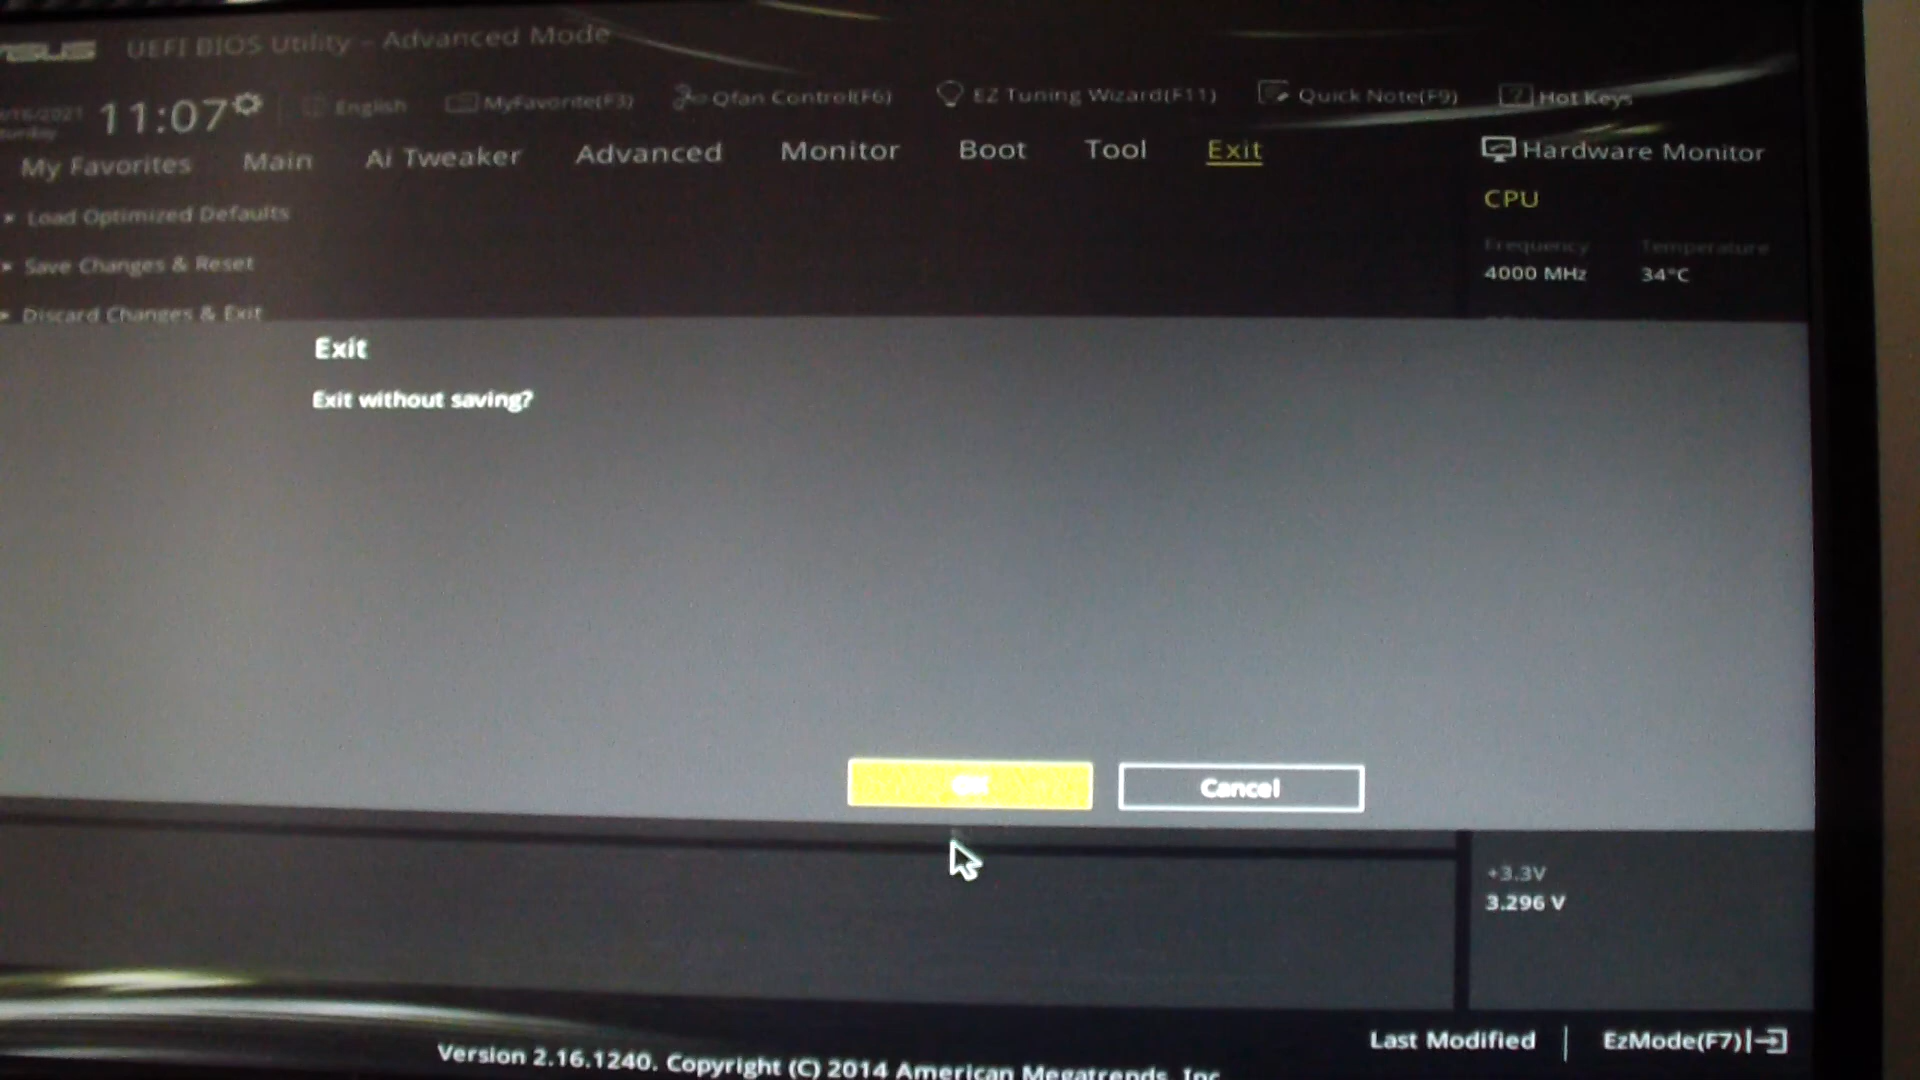 UEFI BIOS Utility – Advanced Mode
11:07
English
MyFavorite(F3)
Qfan Control(F6)
EZ Tuning Wizard(F11)
Quick Note(F9)
Hot Keys
My Favorites
Main
Ai Tweaker
Advanced
Monitor
Boot
Tool
Exit
Hardware Monitor
Load Optimized Defaults
Save Changes & Reset
Discard Changes & Exit
CPU
Frequency
Temperature
4000 MHz
34°C
Exit
Exit without saving?
OK
Cancel
+3.3V
3.296 V
Last Modified
EzMode(F7)
Version 2.16.1240. Copyright (C) 2014 American Megatrends, Inc